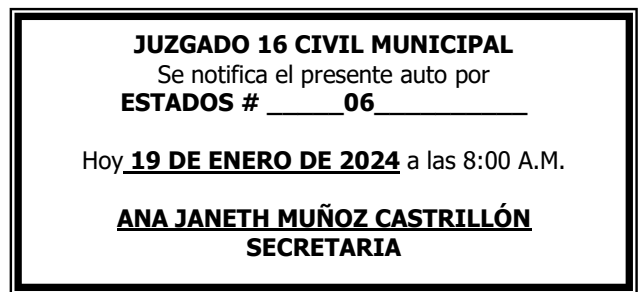 JUZGADO 16 CIVIL MUNICIPAL
Se notifica el presente auto por
ESTADOS # _____06____________
Hoy 19 DE ENERO DE 2024 a las 8:00 A.M.
ANA JANETH MUÑOZ CASTRILLÓN
SECRETARIA